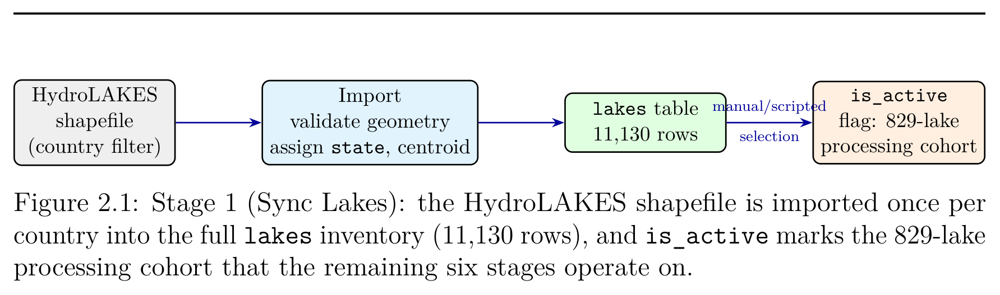 HydroLAKES
shapefile
(country filter)
Import
validate geometry
assign state, centroid
lakes table
11,130 rows
manual/scripted
selection
is_active
flag: 829-lake
processing cohort
Figure 2.1: Stage 1 (Sync Lakes): the HydroLAKES shapefile is imported once per
country into the full lakes inventory (11,130 rows), and is_active marks the 829-lake
processing cohort that the remaining six stages operate on.